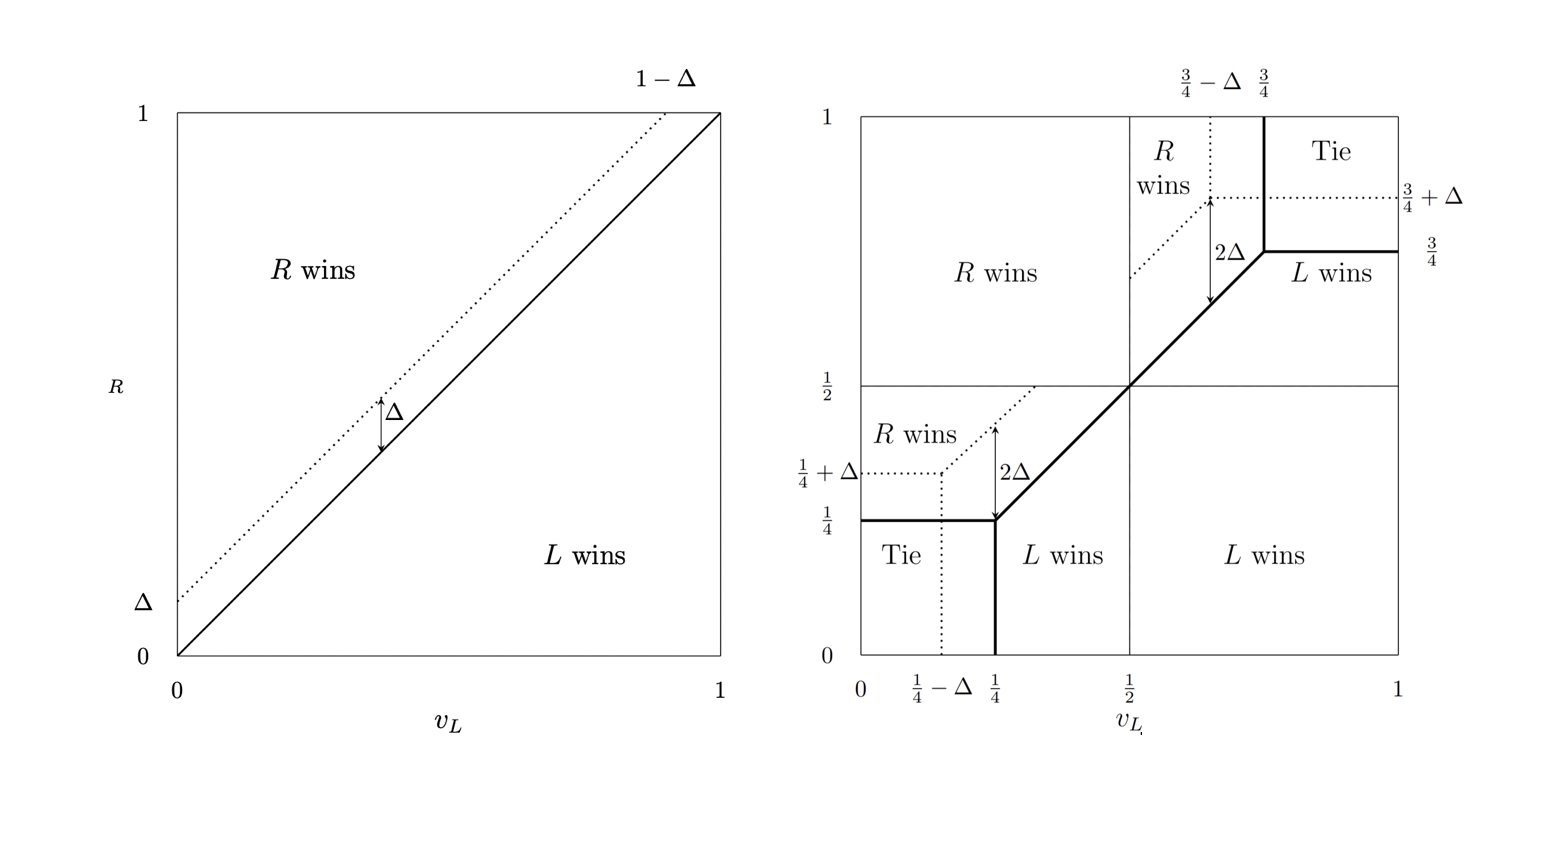 1 − Δ
1
R wins
R
Δ
L wins
Δ
0
0
1
v_L
3/4 − Δ
3/4
1
R
wins
Tie
3/4 + Δ
2Δ
3/4
R wins
L wins
1/2
R wins
1/4 + Δ
2Δ
1/4
Tie
L wins
L wins
0
0
1/4 − Δ
1/4
1/2
1
v_L